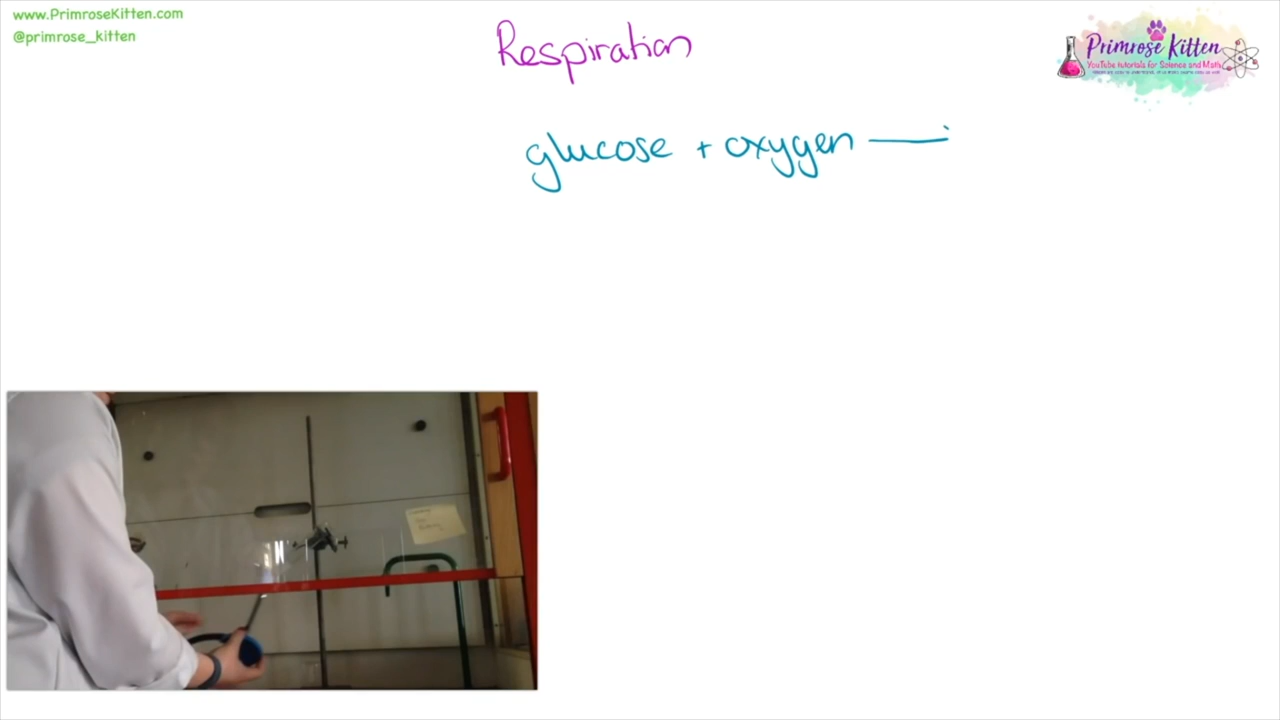 www.PrimroseKitten.com
@primrose_kitten
Respiration
Primrose Kitten
YouTube tutorials for Science and Maths
glucose + oxygen